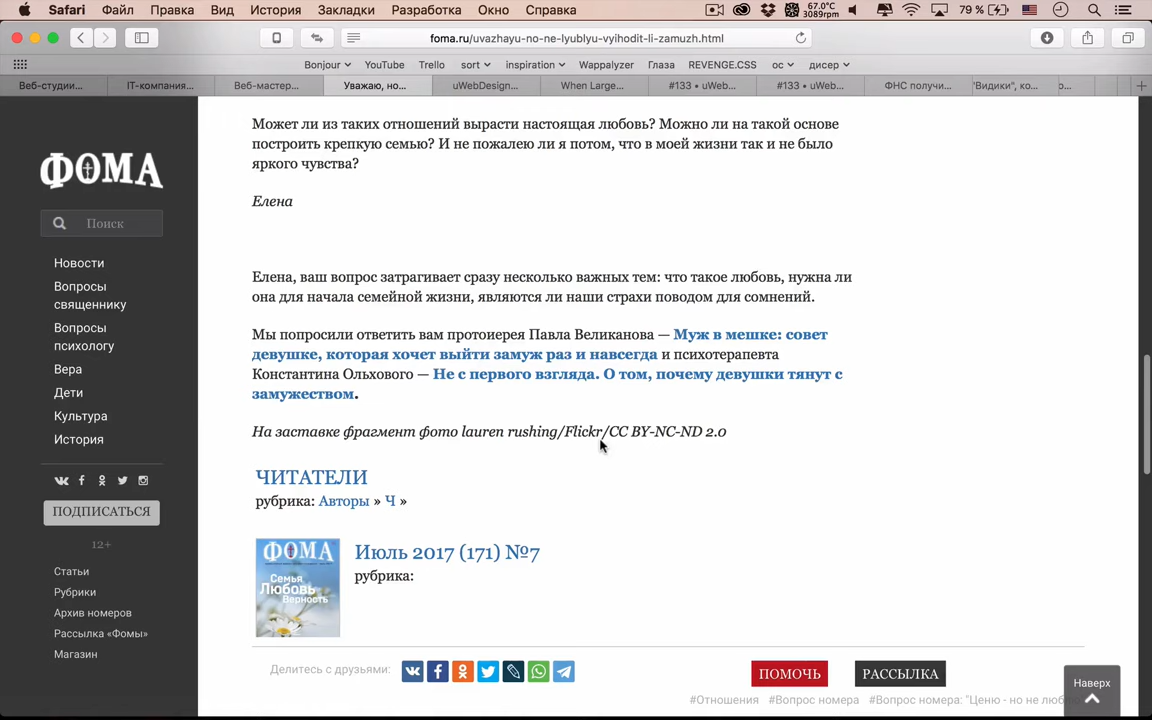 Safari Файл Правка Вид История Закладки Разработка Окно Справка 67.0°C 3089rpm 79 %
foma.ru/uvazhayu-no-ne-lyublyu-vyihodit-li-zamuzh.html
Bonjour YouTube Trello sort inspiration Wappalyzer Глаза REVENGE.CSS ос дисер
Веб-студии... IT-компания... Веб-мастер... Уважаю, но... uWebDesign... When Large... #133 • uWeb... #133 • uWeb... ФНС получи... "Видики", ко...
Может ли из таких отношений вырасти настоящая любовь? Можно ли на такой основе
построить крепкую семью? И не пожалею ли я потом, что в моей жизни так и не было
яркого чувства?
Елена
Елена, ваш вопрос затрагивает сразу несколько важных тем: что такое любовь, нужна ли
она для начала семейной жизни, являются ли наши страхи поводом для сомнений.
Мы попросили ответить вам протоиерея Павла Великанова — Муж в мешке: совет
девушке, которая хочет выйти замуж раз и навсегда и психотерапевта
Константина Ольхового — Не с первого взгляда. О том, почему девушки тянут с
замужеством.
На заставке фрагмент фото lauren rushing/Flickr/CC BY-NC-ND 2.0
ЧИТАТЕЛИ
рубрика: Авторы » Ч »
ФОМА
Семья
Любовь
Верность
Июль 2017 (171) №7
рубрика:
Делитесь с друзьями:
ПОМОЧЬ
РАССЫЛКА
#Отношения #Вопрос номера #Вопрос номера: "Ценю - но не люб
Наверх
ФОМА
Поиск
Новости
Вопросы
священнику
Вопросы
психологу
Вера
Дети
Культура
История
ПОДПИСАТЬСЯ
12+
Статьи
Рубрики
Архив номеров
Рассылка «Фомы»
Магазин